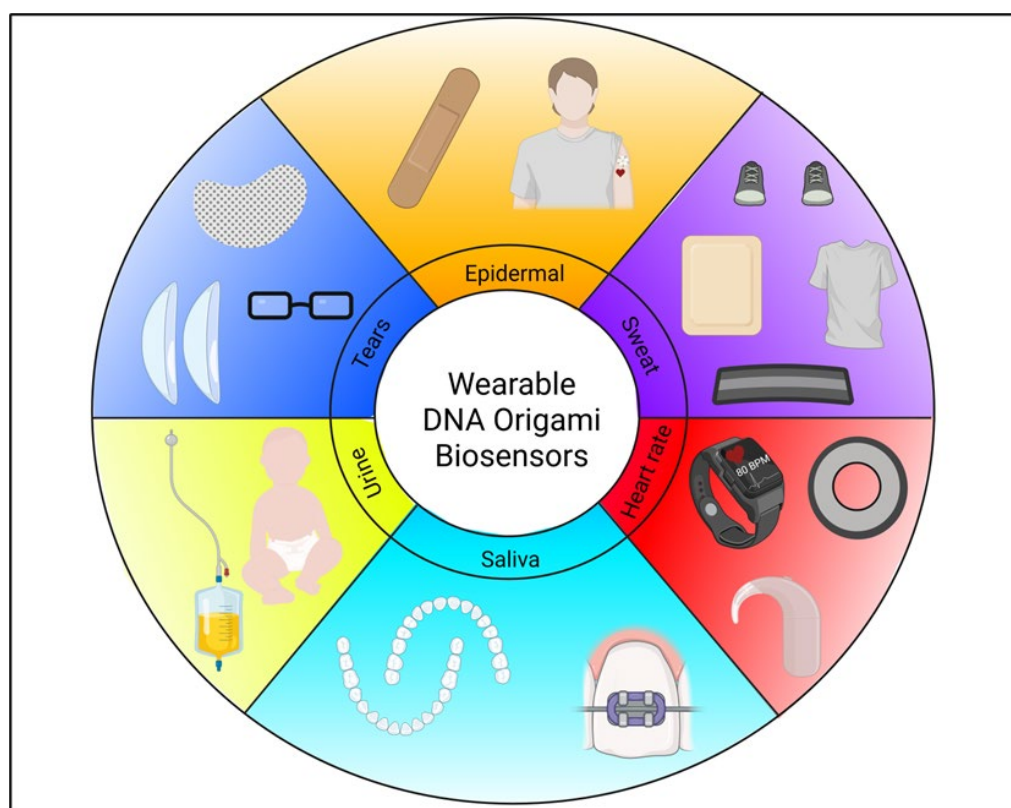 Epidermal
Tears
Sweat
Wearable
DNA Origami
Biosensors
Urine
Heart rate
80 BPM
Saliva